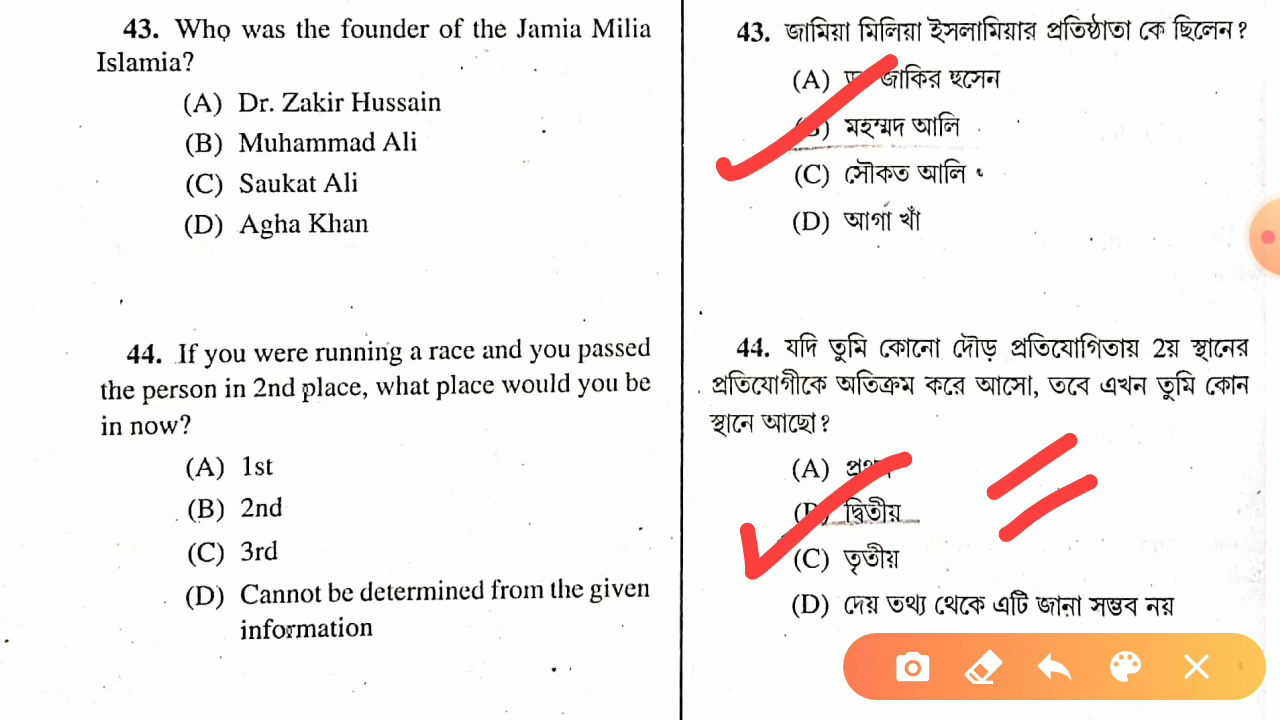 43. Who was the founder of the Jamia Milia
Islamia?
(A) Dr. Zakir Hussain
(B) Muhammad Ali
(C) Saukat Ali
(D) Agha Khan
44. If you were running a race and you passed
the person in 2nd place, what place would you be
in now?
(A) 1st
(B) 2nd
(C) 3rd
(D) Cannot be determined from the given
information
43. জামিয়া মিলিয়া ইসলামিয়ার প্রতিষ্ঠাতা কে ছিলেন?
(A) জাকির হুসেন
মহম্মদ আলি
(C) সৌকত আলি
(D) আগা খাঁ
44. যদি তুমি কোনো দৌড় প্রতিযোগিতায় 2য় স্থানের
প্রতিযোগীকে অতিক্রম করে আসো, তবে এখন তুমি কোন
স্থানে আছো?
(A) প্রথম
দ্বিতীয়
(C) তৃতীয়
(D) দেয় তথ্য থেকে এটি জানা সম্ভব নয়